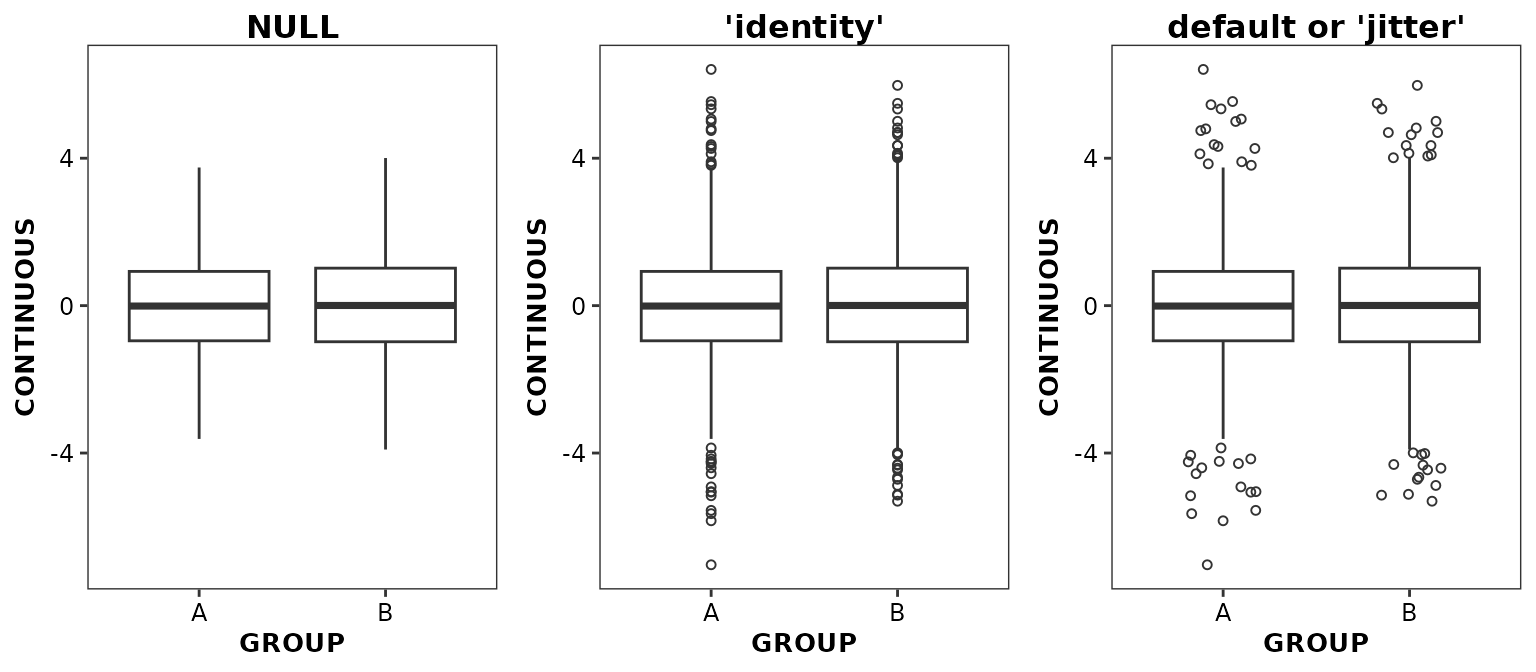 NULL
CONTINUOUS
4
0
-4
A B
GROUP
'identity'
CONTINUOUS
4
0
-4
A B
GROUP
default or 'jitter'
CONTINUOUS
4
0
-4
A B
GROUP